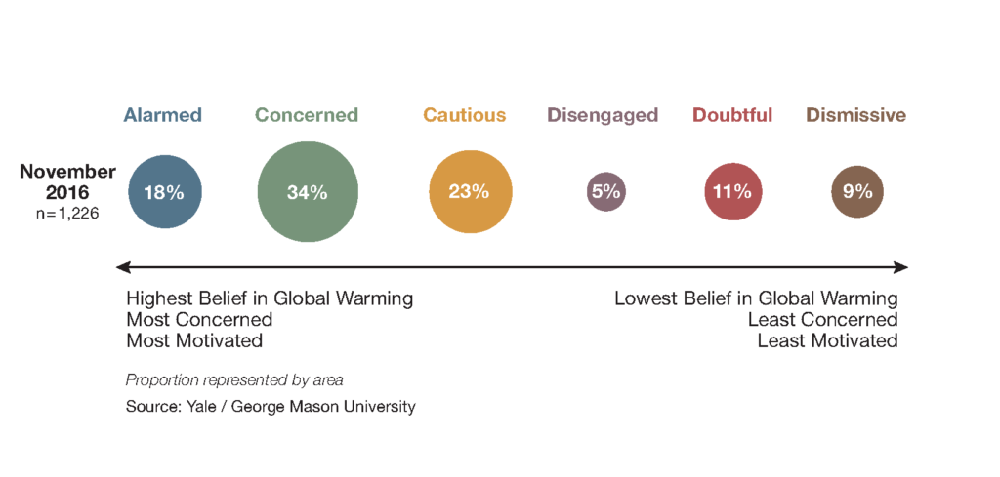 Alarmed Concerned Cautious Disengaged Doubtful Dismissive
November
2016
n=1,226
18% 34% 23% 5% 11% 9%
Highest Belief in Global Warming
Most Concerned
Most Motivated
Lowest Belief in Global Warming
Least Concerned
Least Motivated
Proportion represented by area
Source: Yale / George Mason University